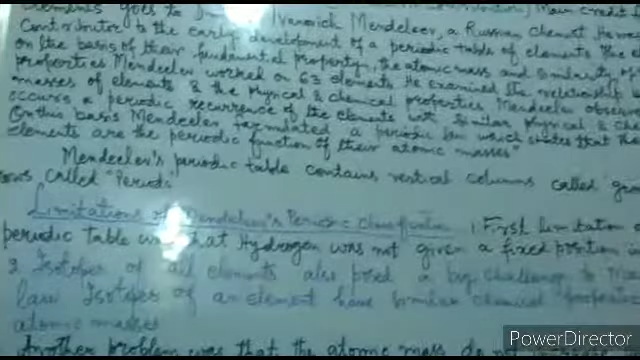 Elements goes to Ivanovich Mendeleev, a Russian chemist. He was
Contributor to the early development of a periodic table of elements. The
on the basis of their fundamental property, the atomic mass and similarity of
properties Mendeleev worked on 63 elements. He examined the relationship
masses of elements & the physical & chemical properties. Mendeleev observed
occurs a periodic recurrence of the elements with similar physical &
On this basis Mendeleev formulated a periodic law which states that the
elements are the periodic function of their atomic masses"
Mendeleev's periodic table contains vertical columns called
called "Periods"
Limitations of Mendeleev's Periodic Classification 1. First limitation
periodic table was that Hydrogen was not given a fixed position
2 Isotopes of all elements also posed a big challenge to
law Isotopes of an element have similar chemical
atomic masses
Another problem was that the atomic mass do not
PowerDirector